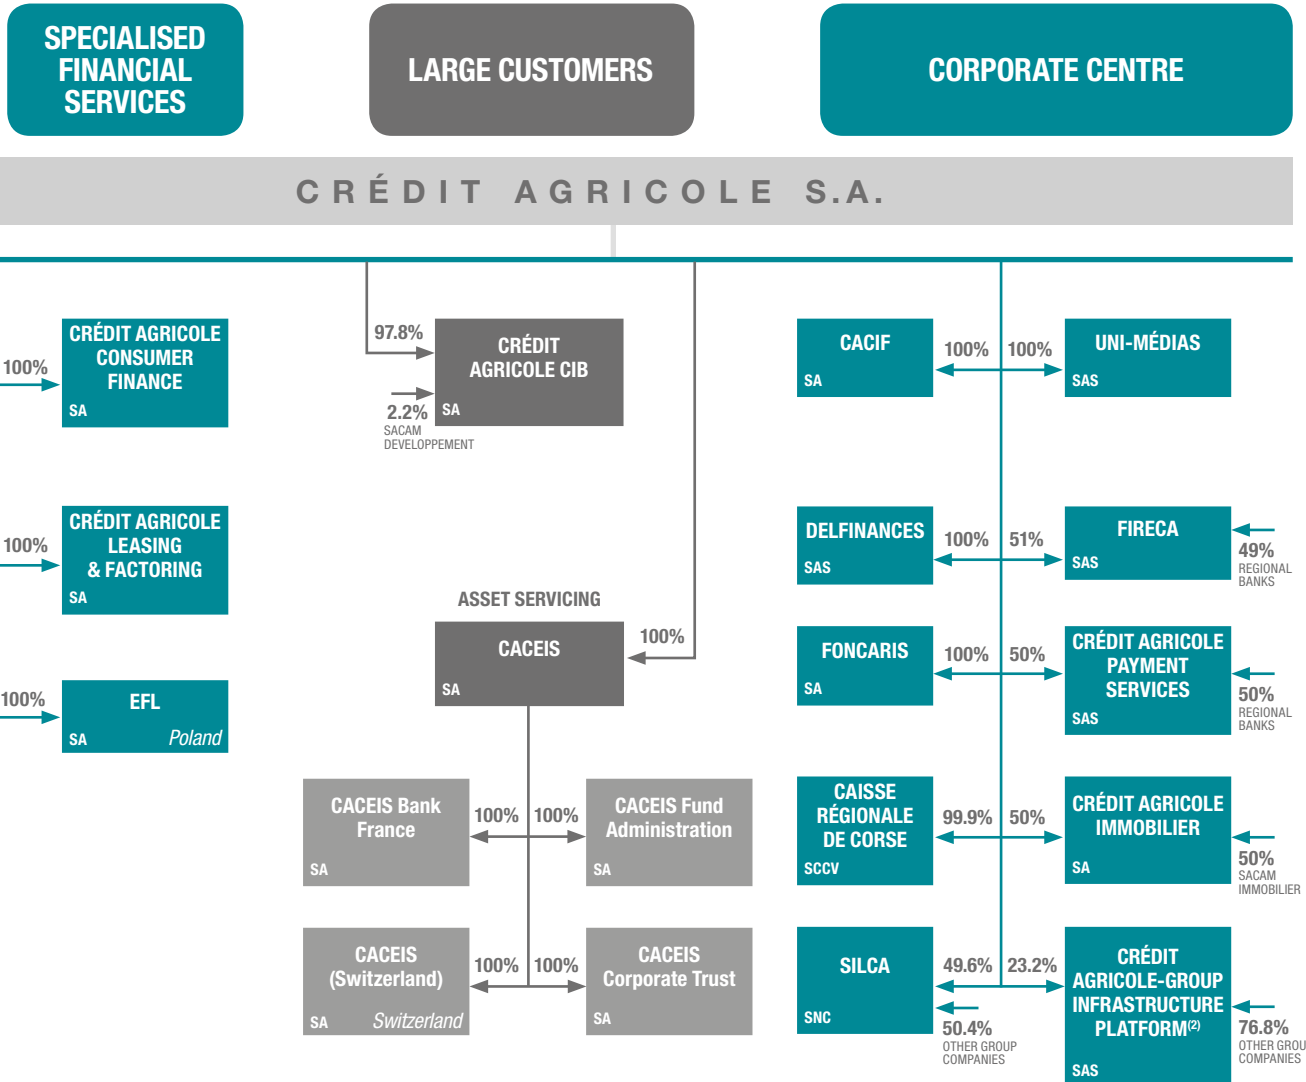 SPECIALISED
FINANCIAL
SERVICES
LARGE CUSTOMERS
CORPORATE CENTRE
CRÉDIT AGRICOLE S.A.
100%
CRÉDIT AGRICOLE
CONSUMER
FINANCE
SA
100%
CRÉDIT AGRICOLE
LEASING
& FACTORING
SA
100%
EFL
SA Poland
97.8%
CRÉDIT
AGRICOLE CIB
SA
2.2%
SACAM
DEVELOPPEMENT
ASSET SERVICING
CACEIS
SA
100%
CACEIS Bank
France
SA
100% 100%
CACEIS Fund
Administration
SA
CACEIS
(Switzerland)
SA Switzerland
100% 100%
CACEIS
Corporate Trust
SA
CACIF
SA
100% 100%
UNI-MÉDIAS
SAS
DELFINANCES
SAS
100% 51%
FIRECA
SAS
49%
REGIONAL
BANKS
FONCARIS
SA
100% 50%
CRÉDIT AGRICOLE
PAYMENT
SERVICES
SAS
50%
REGIONAL
BANKS
CAISSE
RÉGIONALE
DE CORSE
SCCV
99.9% 50%
CRÉDIT AGRICOLE
IMMOBILIER
SA
50%
SACAM
IMMOBILIER
SILCA
SNC
49.6% 23.2%
50.4%
OTHER GROUP
COMPANIES
CRÉDIT
AGRICOLE-GROUP
INFRASTRUCTURE
PLATFORM(2)
SAS
76.8%
OTHER GROU
COMPANIES